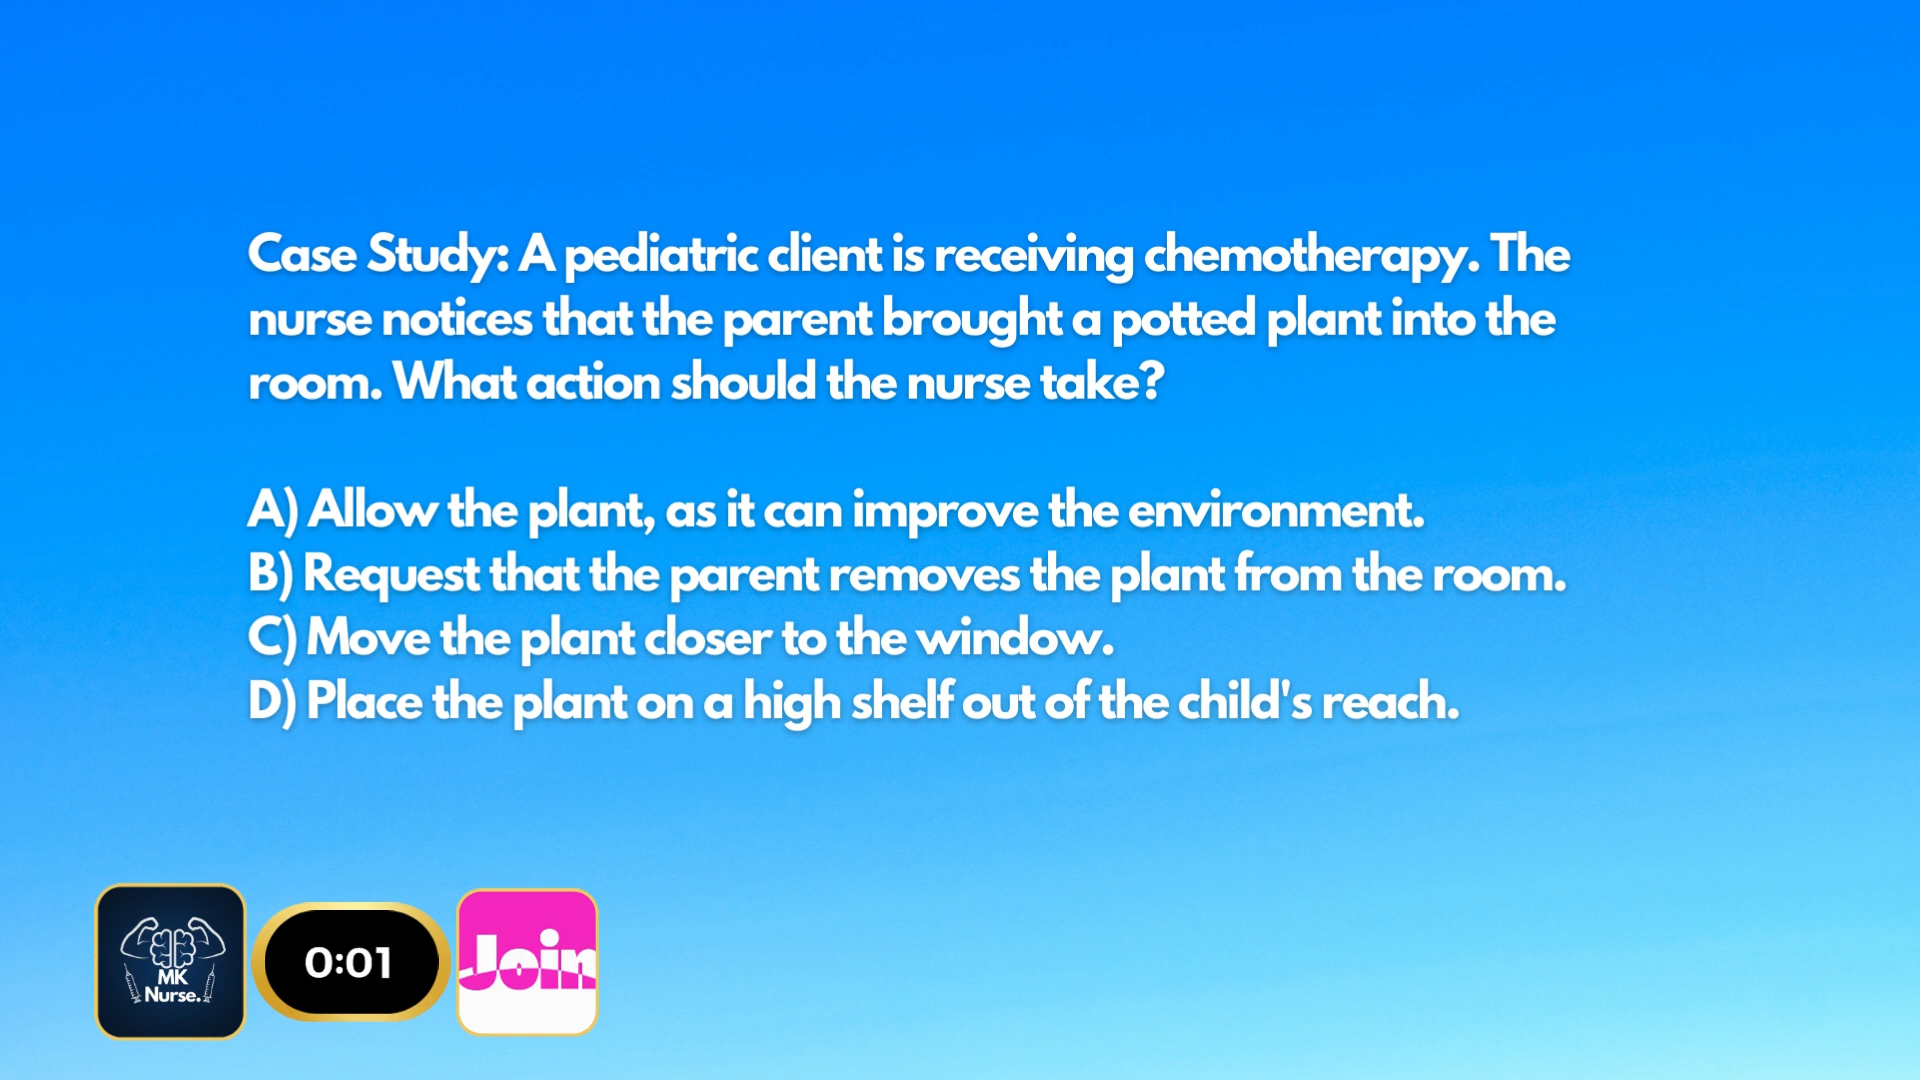 Case Study: A pediatric client is receiving chemotherapy. The
nurse notices that the parent brought a potted plant into the
room. What action should the nurse take?
A) Allow the plant, as it can improve the environment.
B) Request that the parent removes the plant from the room.
C) Move the plant closer to the window.
D) Place the plant on a high shelf out of the child's reach.
MK
Nurse.
0:01
Join